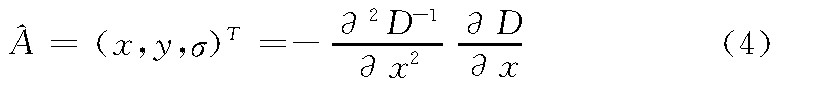 Â = (x,y,σ)ᵀ = − ∂²D⁻¹/∂x² ∂D/∂x (4)